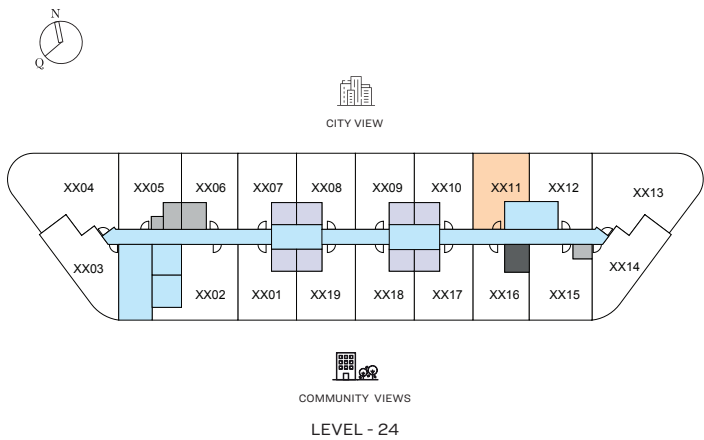 N
Q
CITY VIEW
XX04 XX05 XX06 XX07 XX08 XX09 XX10 XX11 XX12 XX13
XX03 XX14
XX02 XX01 XX19 XX18 XX17 XX16 XX15
COMMUNITY VIEWS
LEVEL - 24